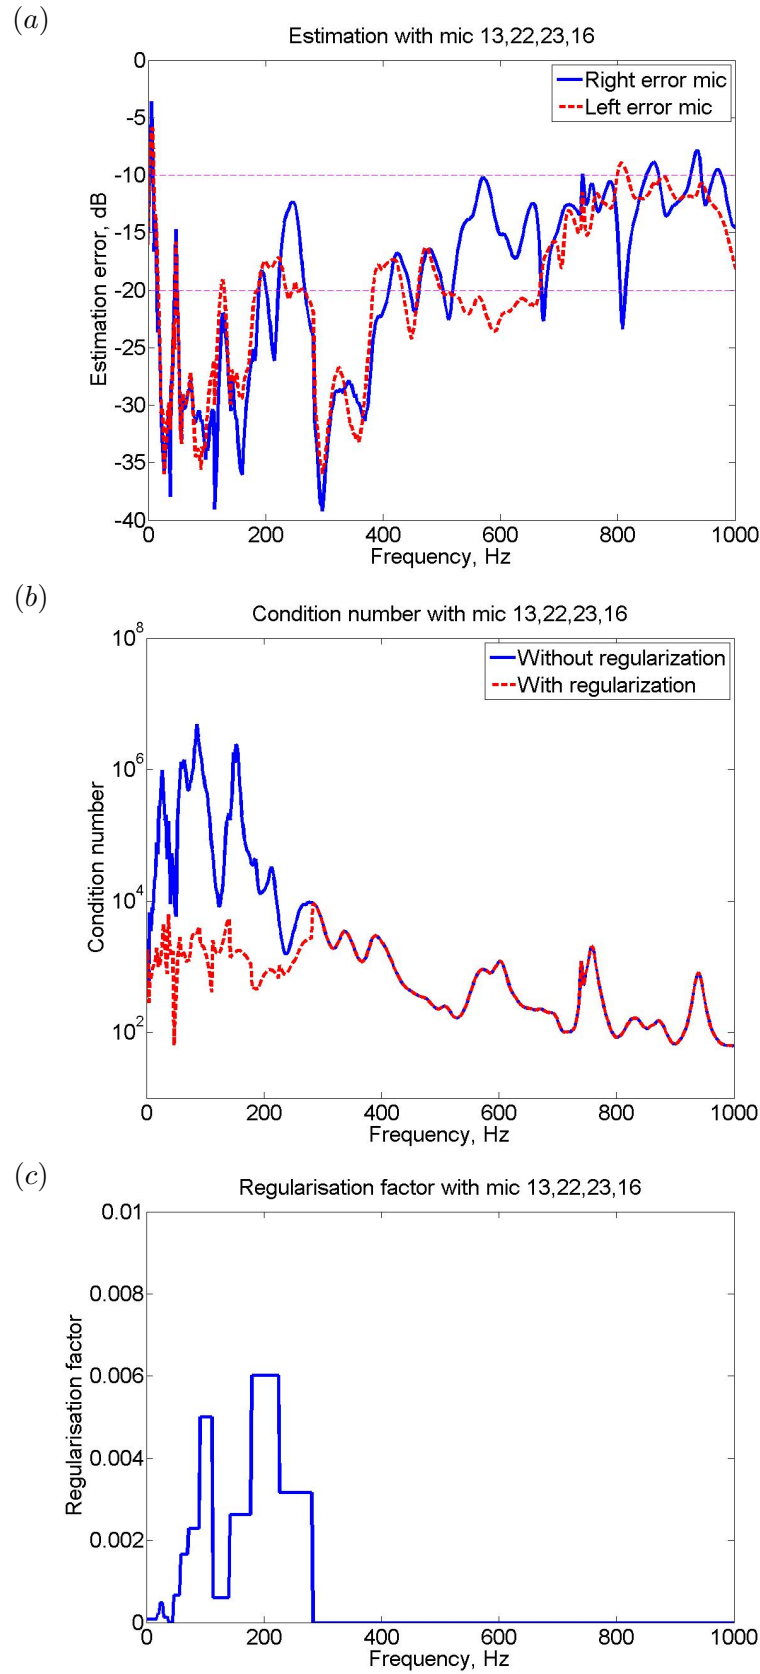 (a)
Estimation with mic 13,22,23,16
Right error mic
Left error mic
Estimation error, dB
0
-5
-10
-15
-20
-25
-30
-35
-40
0 200 400 600 800 1000
Frequency, Hz
(b)
Condition number with mic 13,22,23,16
Without regularization
With regularization
Condition number
10^8
10^6
10^4
10^2
0 200 400 600 800 1000
Frequency, Hz
(c)
Regularisation factor with mic 13,22,23,16
Regularisation factor
0.01
0.008
0.006
0.004
0.002
0
0 200 400 600 800 1000
Frequency, Hz